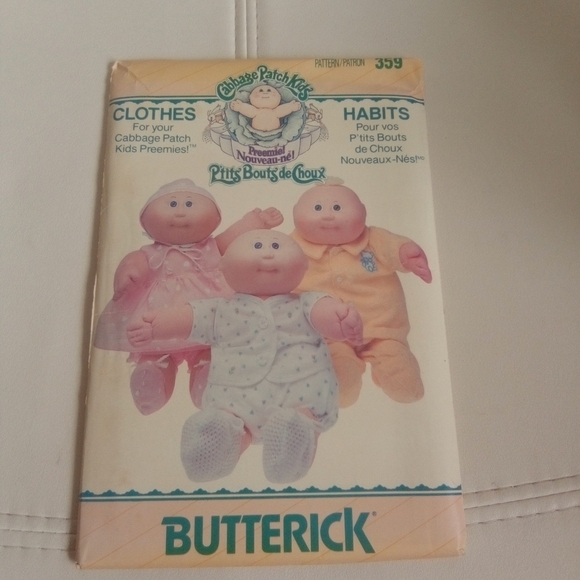 PATTERN/PATRON 359
Cabbage Patch Kids
Preemie!
Nouveau-né!
P'tits Bouts de Choux
CLOTHES
For your
Cabbage Patch
Kids Preemies!™
HABITS
Pour vos
P'tits Bouts
de Choux
Nouveaux-Nés!
BUTTERICK®